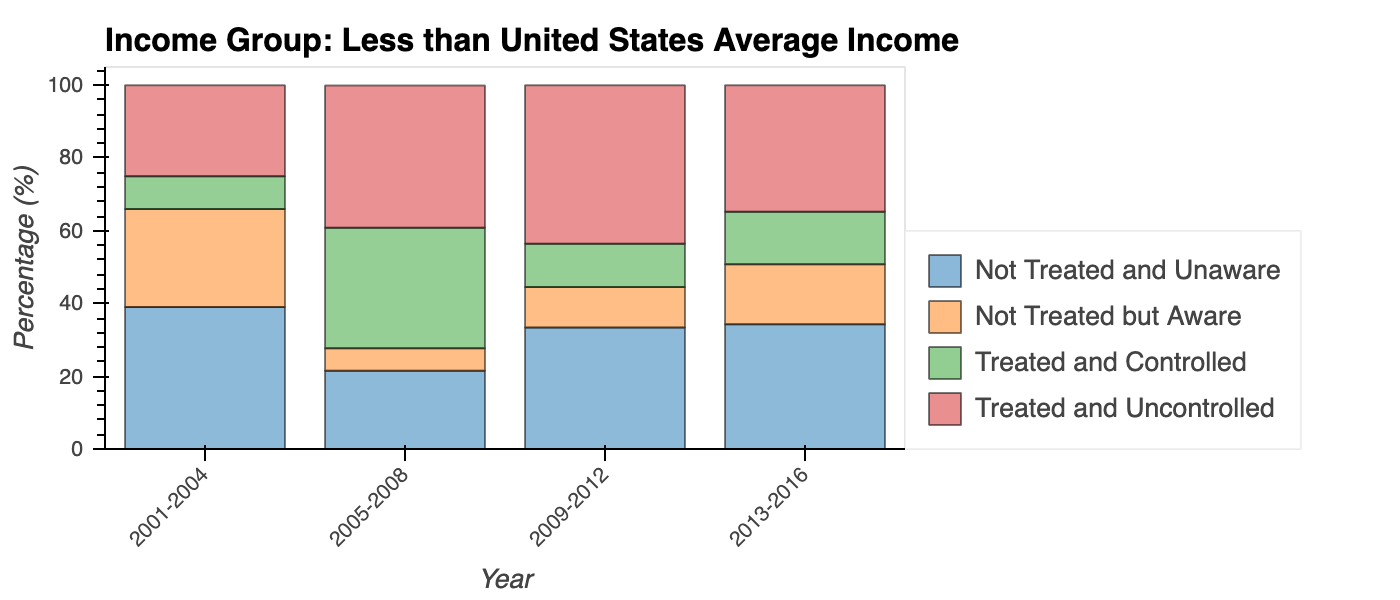 Income Group: Less than United States Average Income
Percentage (%)
100
80
60
40
20
0
2001-2004
2005-2008
2009-2012
2013-2016
Year
Not Treated and Unaware
Not Treated but Aware
Treated and Controlled
Treated and Uncontrolled